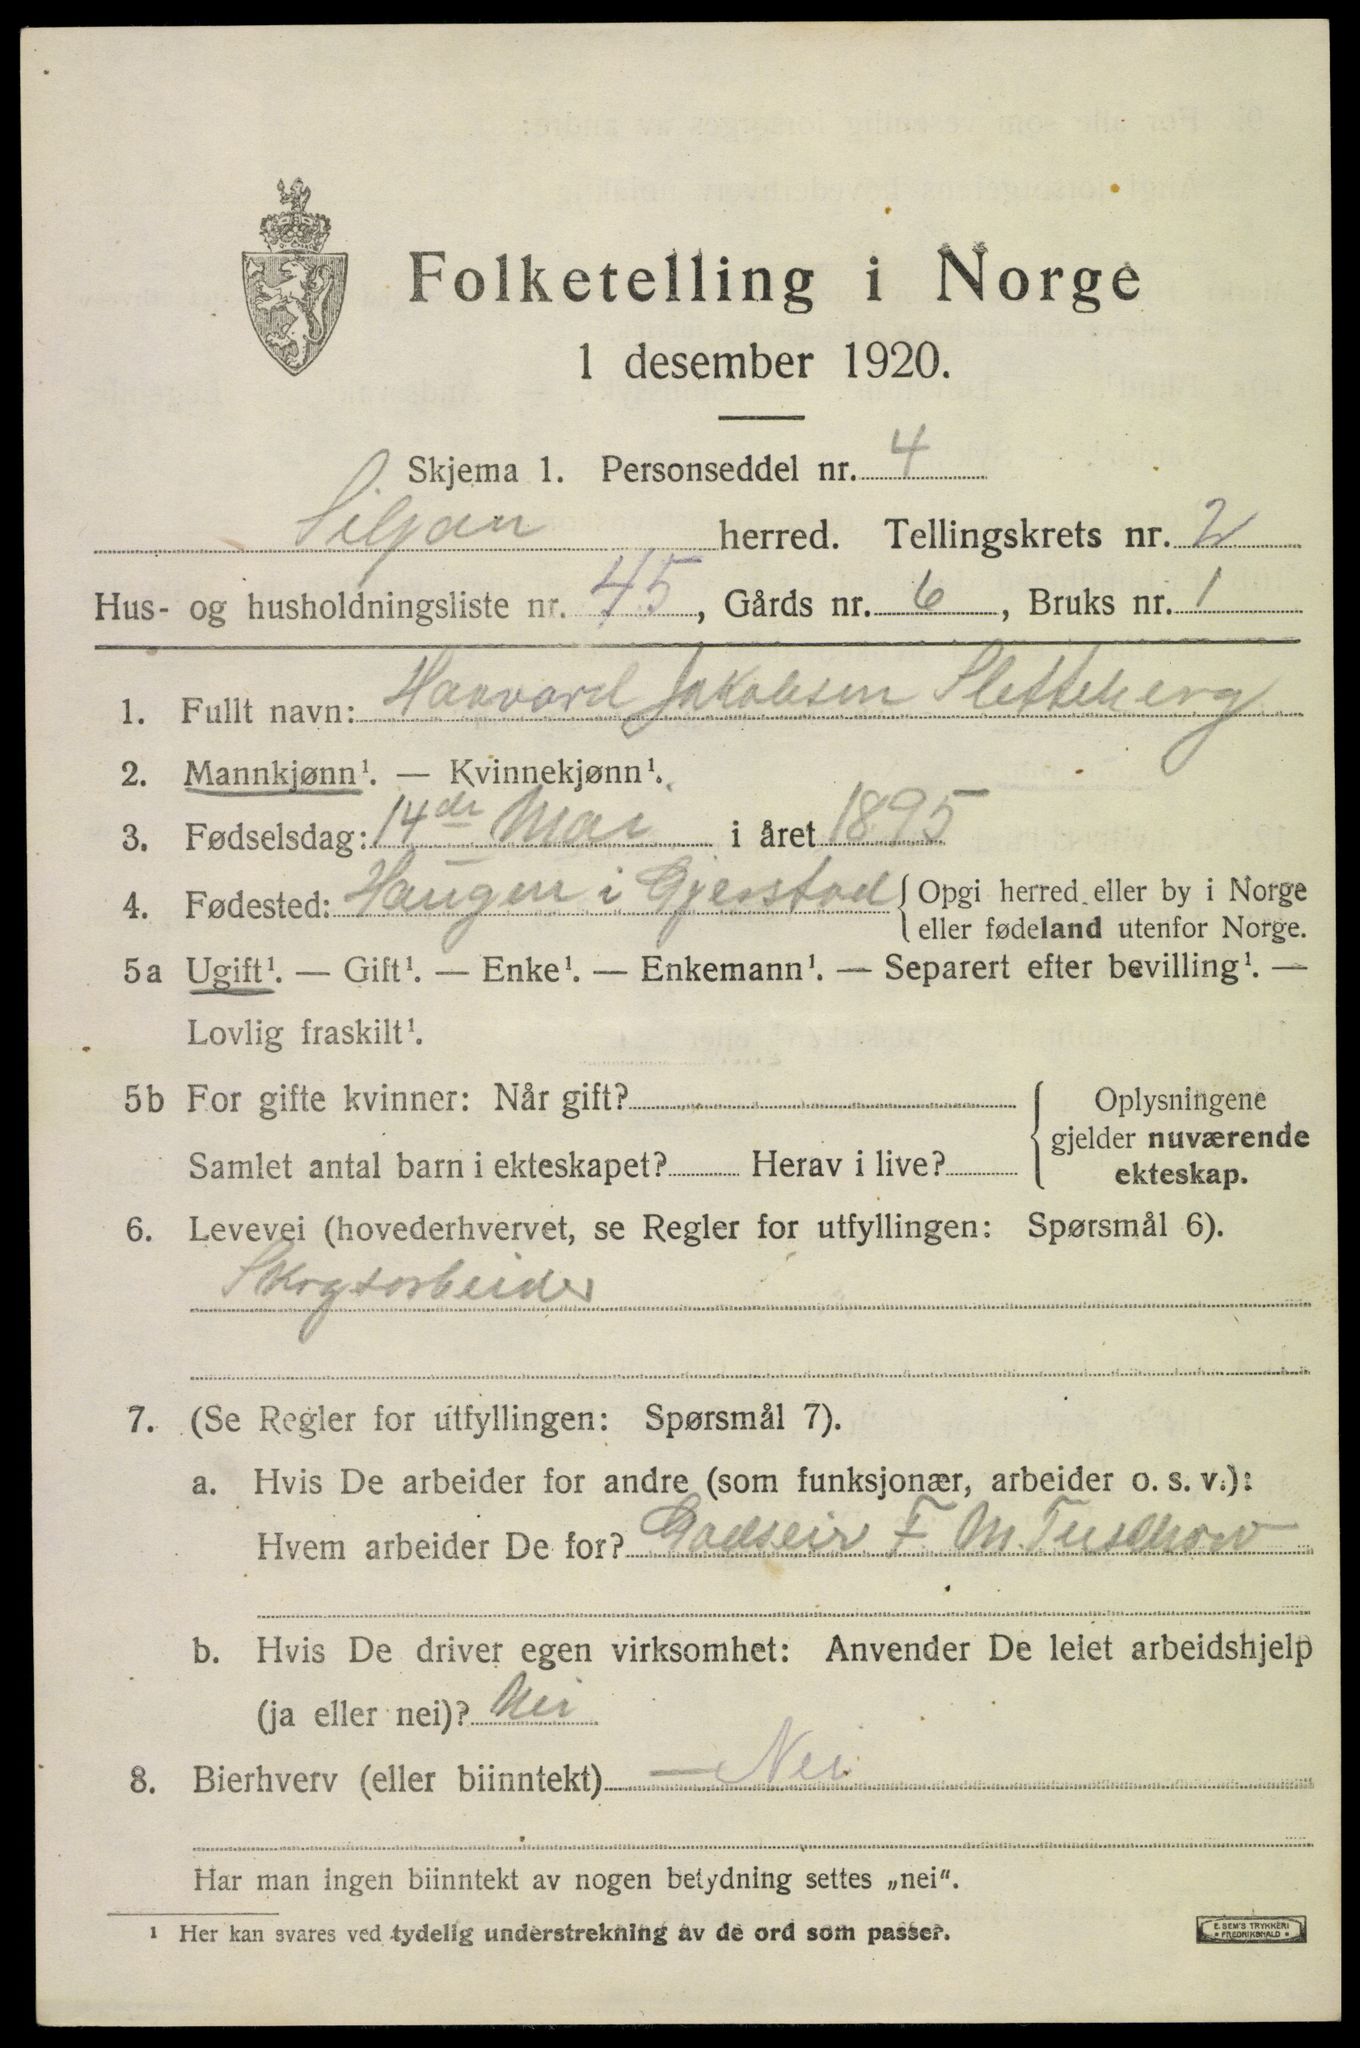 Folketelling i Norge
1 desember 1920.
Skjema 1. Personseddel nr. 4
Siljan herred. Tellingskrets nr. 2
Hus- og husholdningsliste nr. 45, Gårds nr. 6, Bruks nr. 1
1. Fullt navn: Haavard Jakobsen Sletteberg
2. Mannkjønn¹. — Kvinnekjønn¹.
3. Fødselsdag: 14de Mai i året 1895
4. Fødested: Haugen i Gjerstad { Opgi herred eller by i Norge
eller fødeland utenfor Norge.
5a Ugift¹. — Gift¹. — Enke¹. — Enkemann¹. — Separert efter bevilling¹. —
Lovlig fraskilt¹.
5b For gifte kvinner: Når gift? { Oplysningene
gjelder nuværende
Samlet antal barn i ekteskapet? Herav i live? ekteskap.
6. Levevei (hovederhvervet, se Regler for utfyllingen: Spørsmål 6).
Skogsarbeider
7. (Se Regler for utfyllingen: Spørsmål 7).
a. Hvis De arbeider for andre (som funksjonær, arbeider o. s. v.):
Hvem arbeider De for? Godseir F. M. Treschow
b. Hvis De driver egen virksomhet: Anvender De leiet arbeidshjelp
(ja eller nei)? Nei
8. Bierhverv (eller biinntekt) — Nei
Har man ingen biinntekt av nogen betydning settes „nei“.
¹ Her kan svares ved tydelig understrekning av de ord som passer.
E. SEM'S TRYKKERI
FREDRIKSHALD